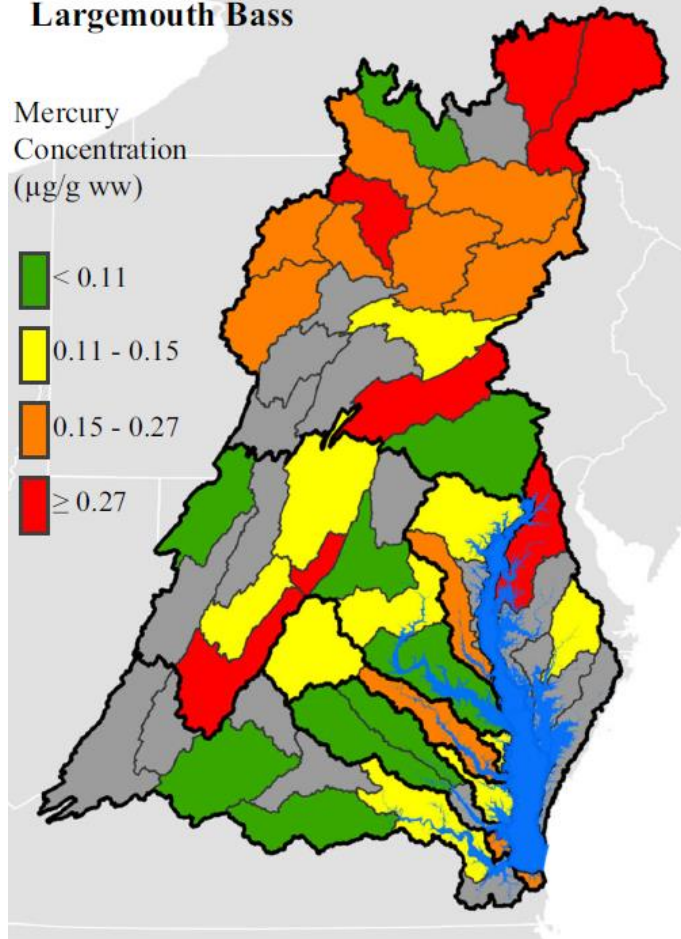 Largemouth Bass
Mercury
Concentration
(µg/g ww)
< 0.11
0.11 - 0.15
0.15 - 0.27
≥ 0.27